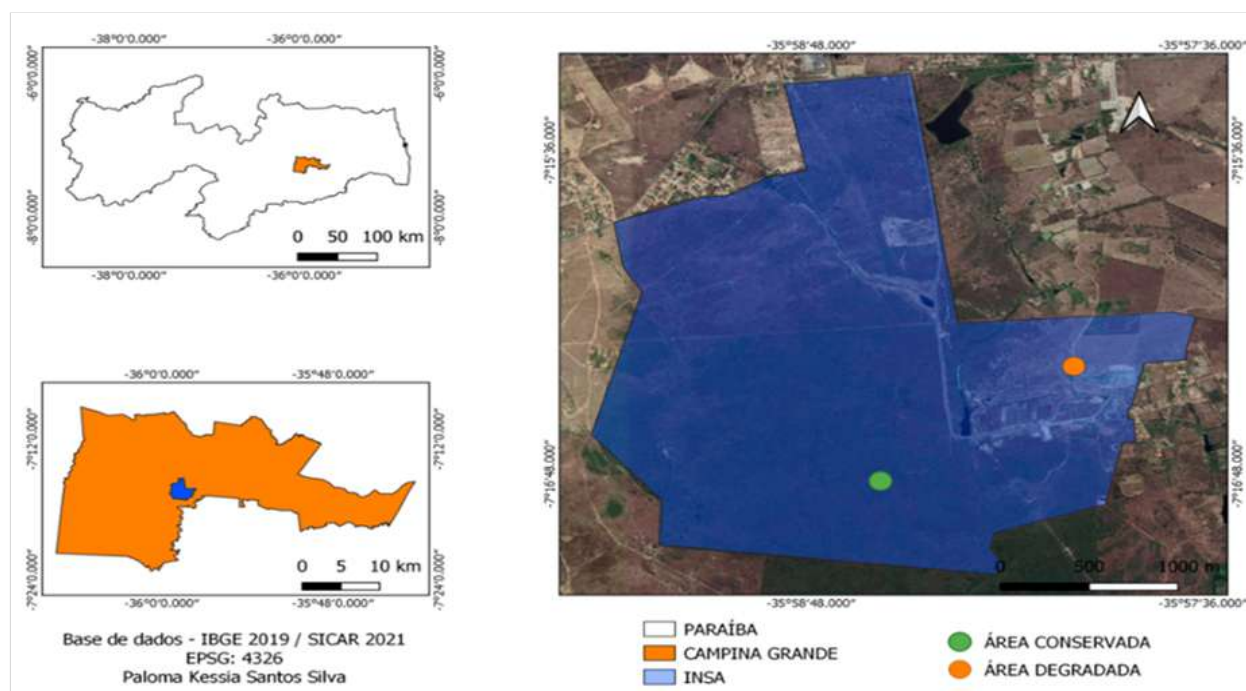 -38°0'0.000"
-36°0'0.000"
-6°0'0.000"
-6°0'0.000"
-8°0'0.000"
-8°0'0.000"
0 50 100 km
-38°0'0.000"
-36°0'0.000"
-36°0'0.000"
-35°48'0.000"
-7°12'0.000"
-7°12'0.000"
-7°24'0.000"
-7°24'0.000"
0 5 10 km
-36°0'0.000"
-35°48'0.000"
Base de dados - IBGE 2019 / SICAR 2021
EPSG: 4326
Paloma Kessia Santos Silva
-35°58'48.000"
-35°57'36.000"
-7°15'36.000"
-7°15'36.000"
-7°16'48.000"
-7°16'48.000"
0 500 1000 m
-35°58'48.000"
-35°57'36.000"
PARAÍBA
CAMPINA GRANDE
INSA
ÁREA CONSERVADA
ÁREA DEGRADADA